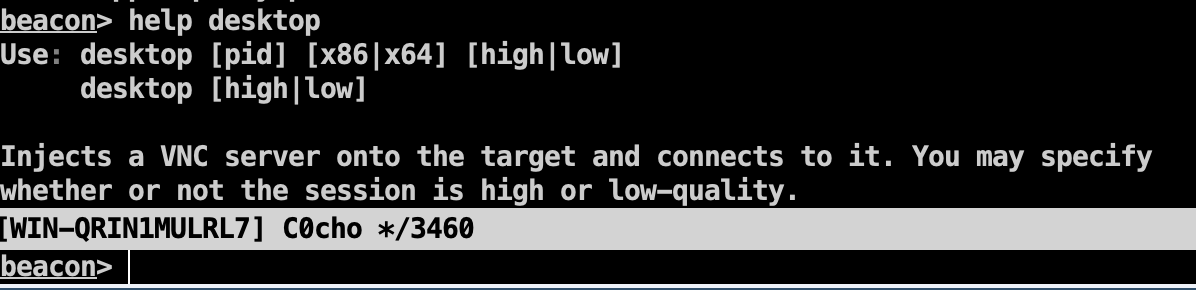 beacon> help desktop
Use: desktop [pid] [x86|x64] [high|low]
     desktop [high|low]

Injects a VNC server onto the target and connects to it. You may specify
whether or not the session is high or low-quality.
[WIN-QRIN1MULRL7] C0cho */3460
beacon>